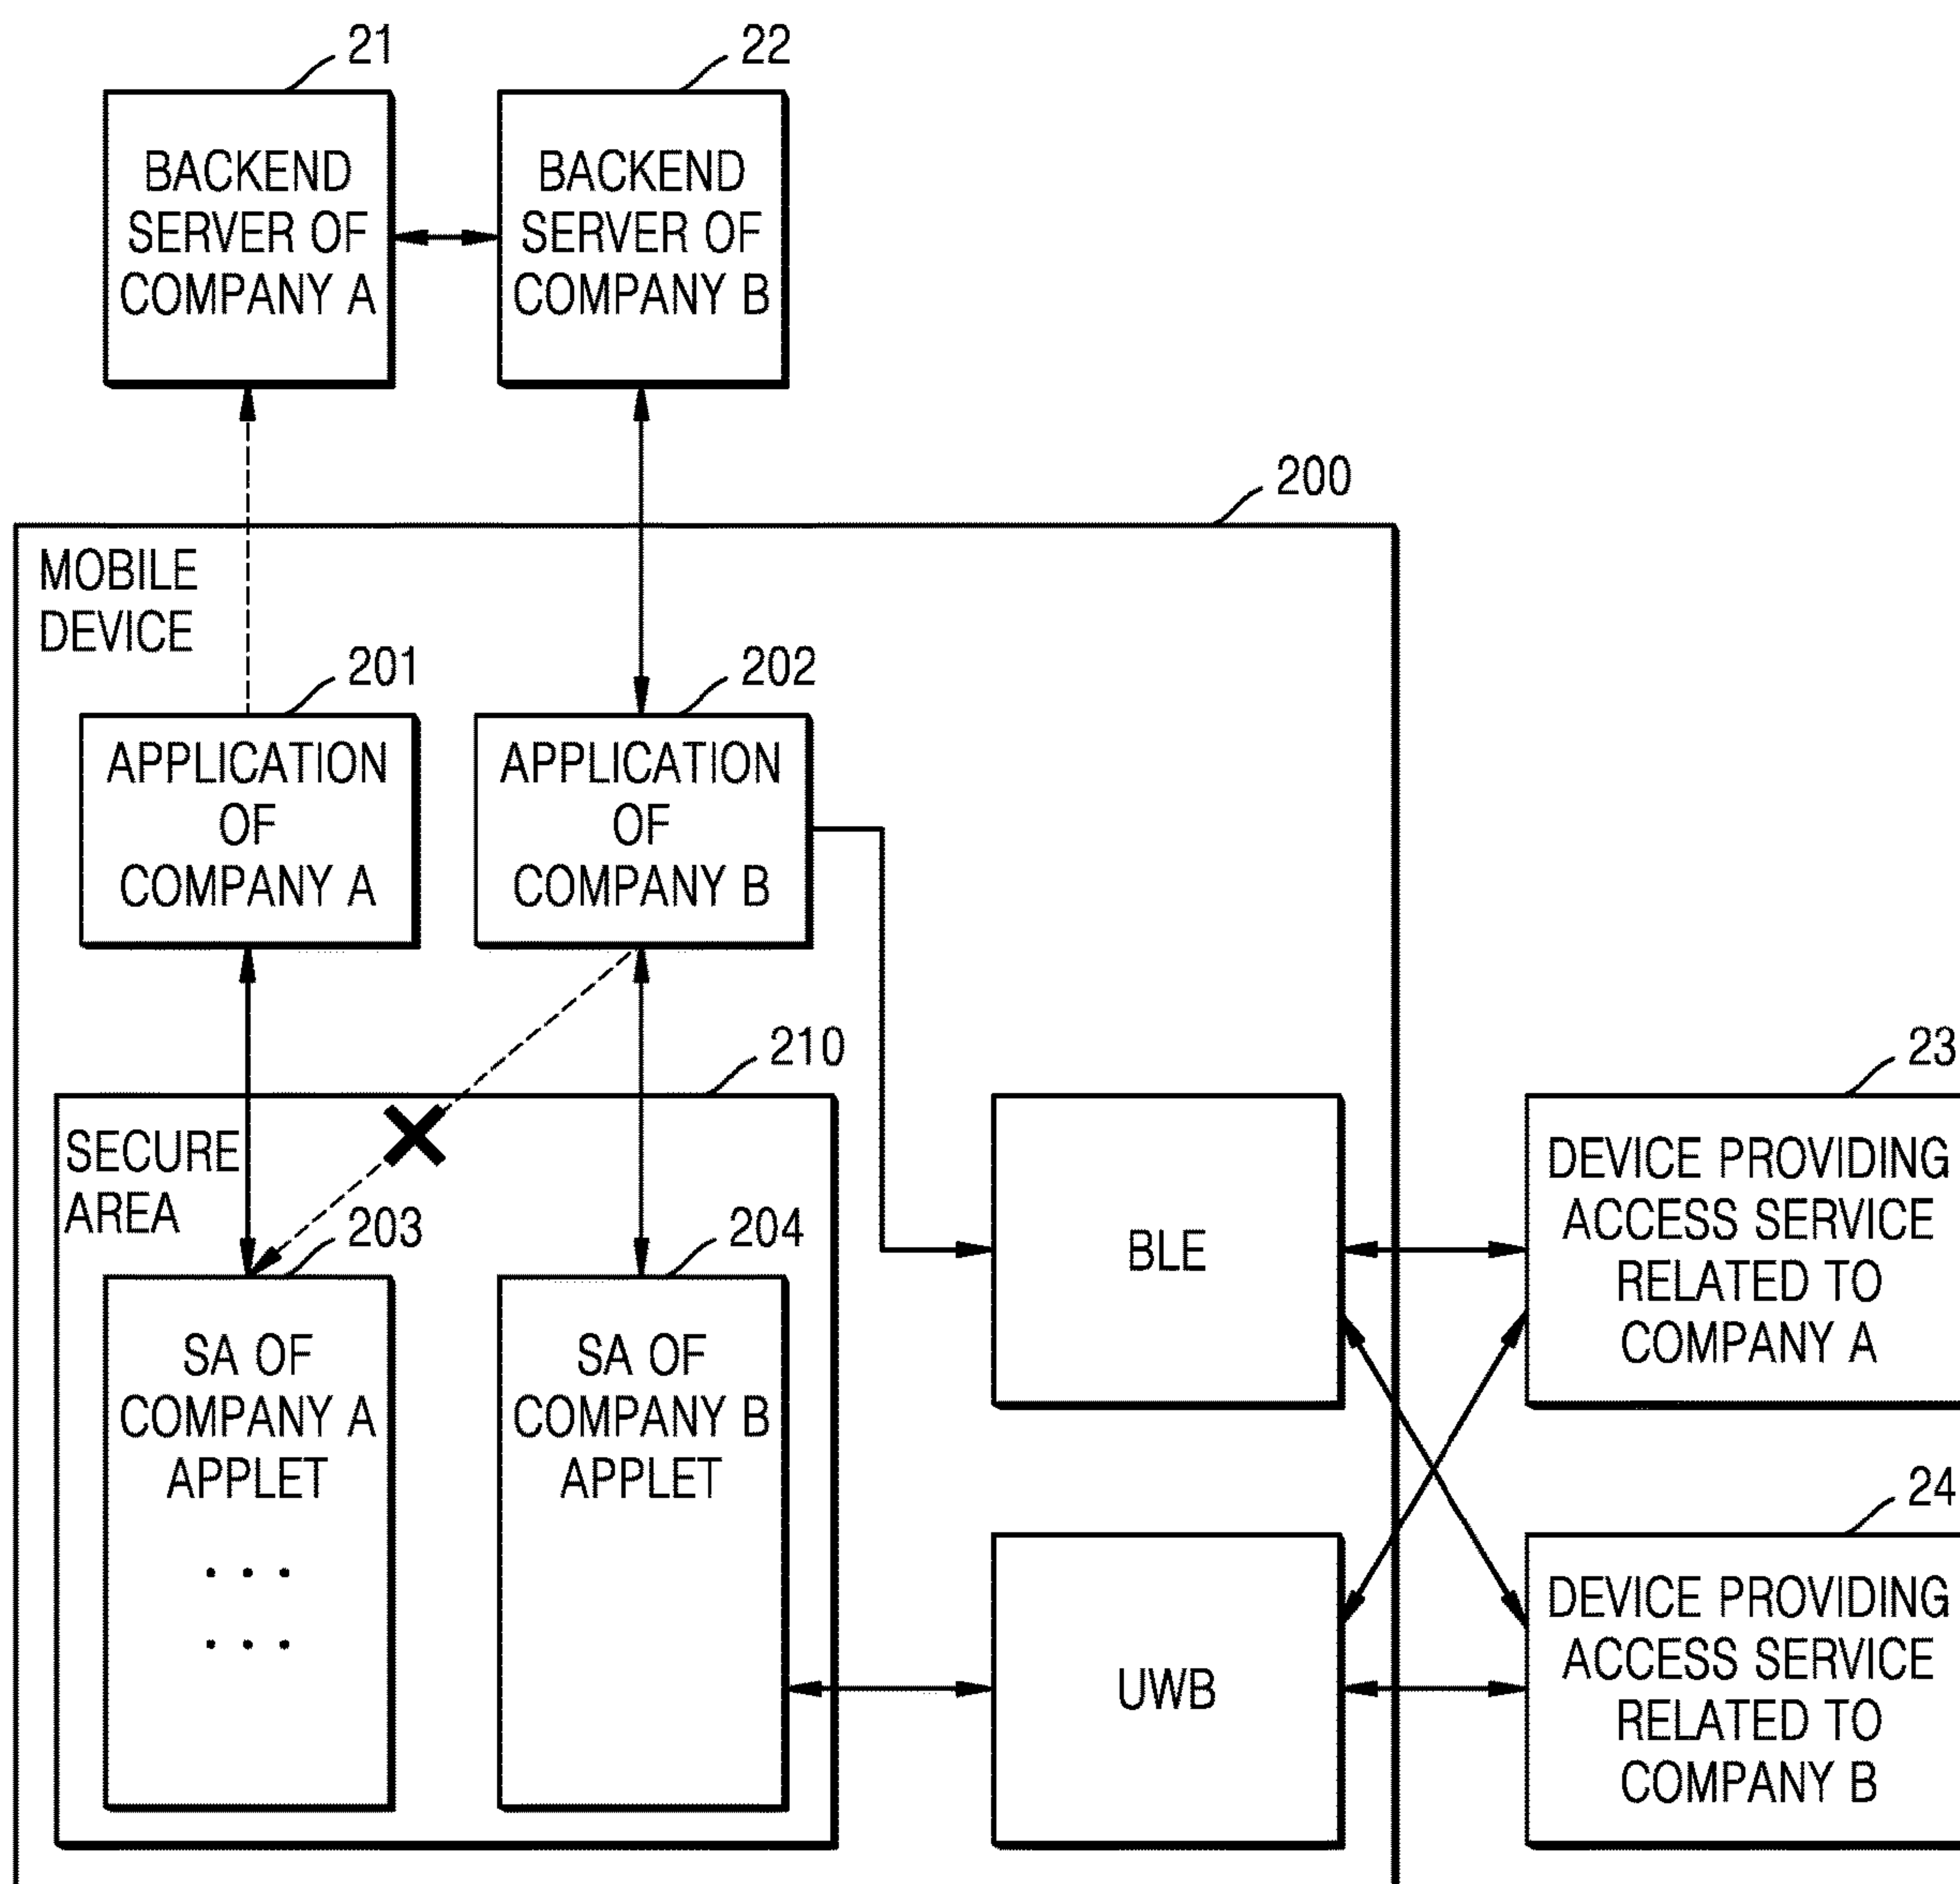 21
22
BACKEND
SERVER OF
COMPANY A
BACKEND
SERVER OF
COMPANY B
200
MOBILE
DEVICE
201
202
APPLICATION
OF
COMPANY A
APPLICATION
OF
COMPANY B
210
23
SECURE
AREA
203
204
BLE
DEVICE PROVIDING
ACCESS SERVICE
RELATED TO
COMPANY A
SA OF
COMPANY A
APPLET
. . .
. . .
SA OF
COMPANY B
APPLET
24
UWB
DEVICE PROVIDING
ACCESS SERVICE
RELATED TO
COMPANY B